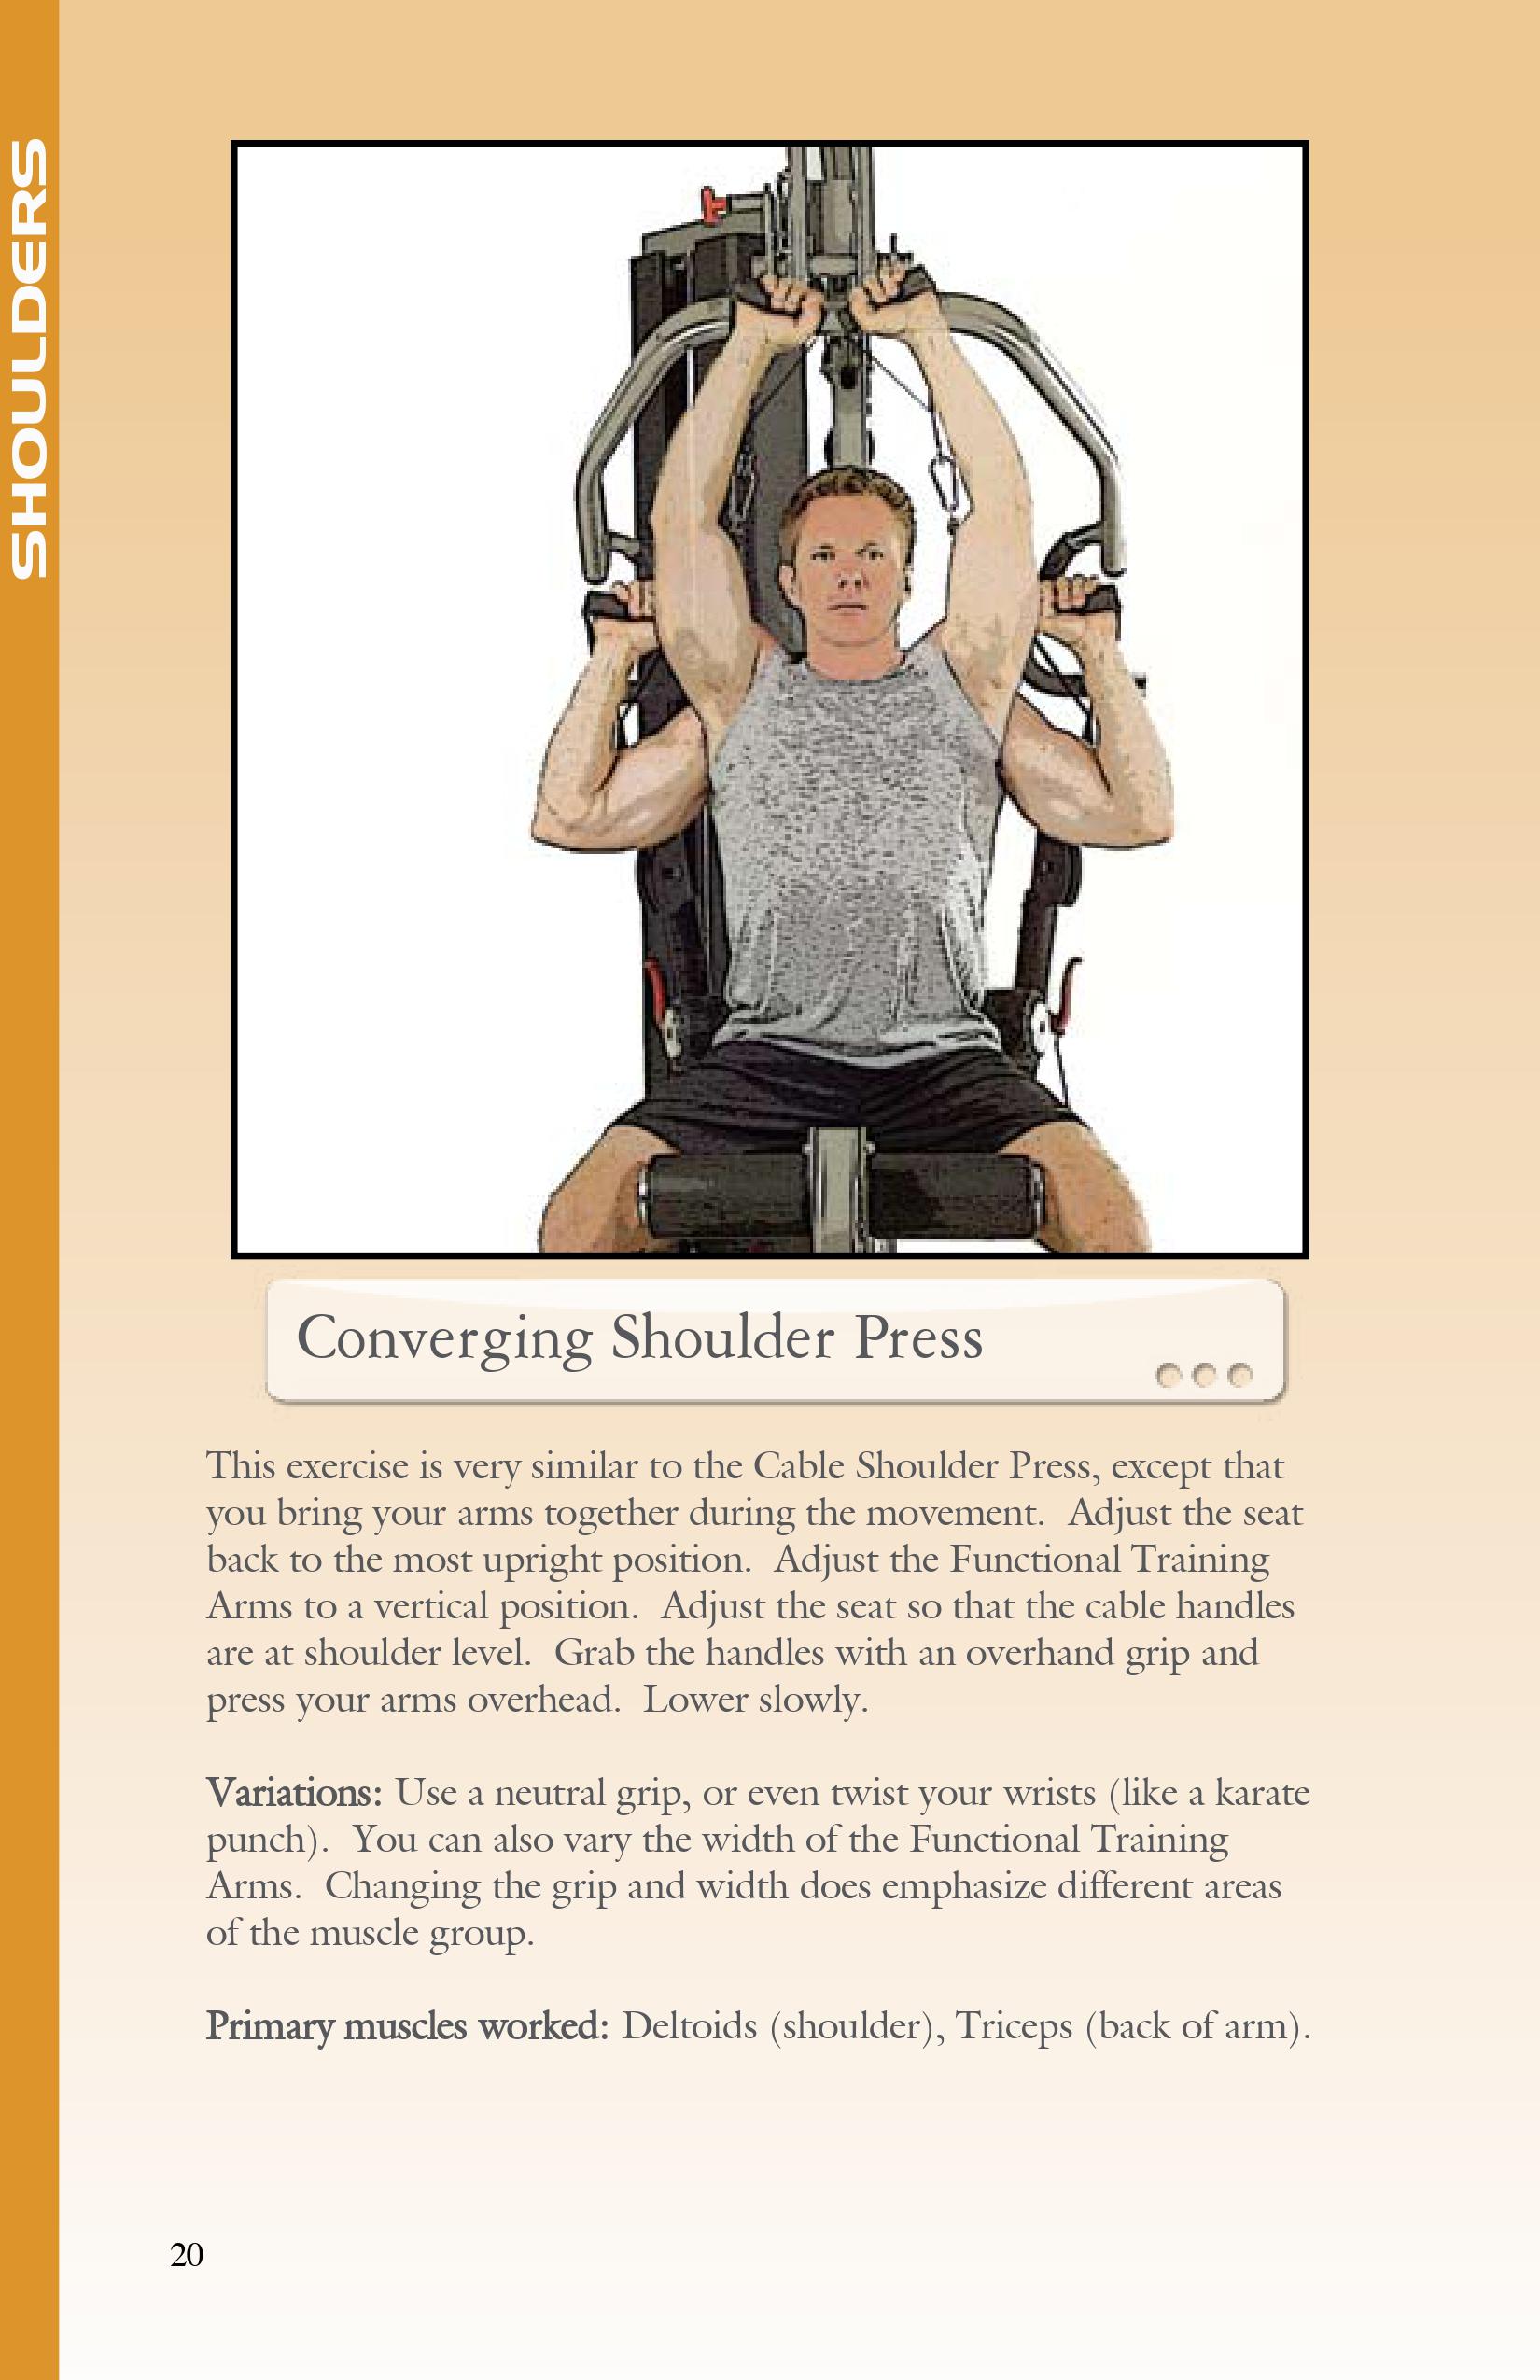 SHOULDERS
Converging Shoulder Press
This exercise is very similar to the Cable Shoulder Press, except that
you bring your arms together during the movement.  Adjust the seat
back to the most upright position.  Adjust the Functional Training
Arms to a vertical position.  Adjust the seat so that the cable handles
are at shoulder level.  Grab the handles with an overhand grip and
press your arms overhead.  Lower slowly.
Variations: Use a neutral grip, or even twist your wrists (like a karate
punch).  You can also vary the width of the Functional Training
Arms.  Changing the grip and width does emphasize different areas
of the muscle group.
Primary muscles worked: Deltoids (shoulder), Triceps (back of arm).
20